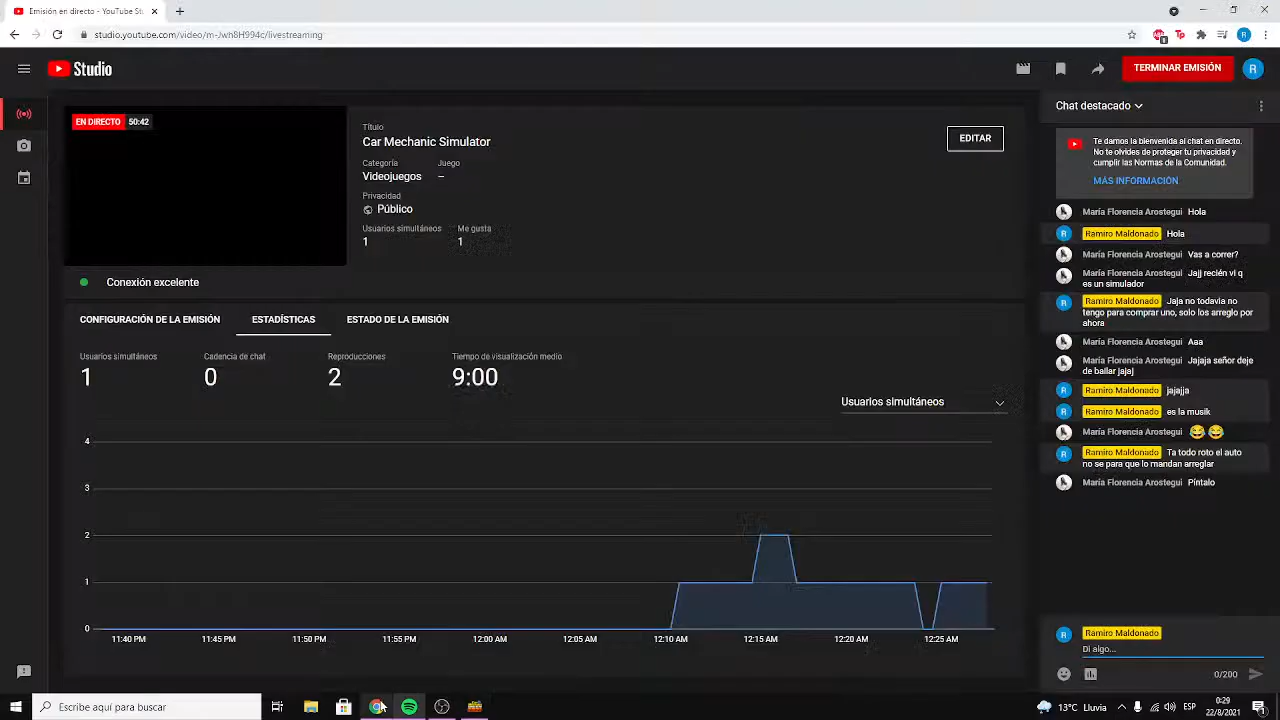 Emisión en directo - YouTube Stu
studio.youtube.com/video/m-Jwh8H994c/livestreaming
Studio
TERMINAR EMISIÓN
R
EN DIRECTO 50:42
Título
Car Mechanic Simulator
EDITAR
Categoría Juego
Videojuegos –
Privacidad
Público
Usuarios simultáneos Me gusta
1 1
Conexión excelente
CONFIGURACIÓN DE LA EMISIÓN ESTADÍSTICAS ESTADO DE LA EMISIÓN
Usuarios simultáneos Cadencia de chat Reproducciones Tiempo de visualización medio
1 0 2 9:00
Usuarios simultáneos
4
3
2
1
0
11:40 PM 11:45 PM 11:50 PM 11:55 PM 12:00 AM 12:05 AM 12:10 AM 12:15 AM 12:20 AM 12:25 AM
Chat destacado
Te damos la bienvenida al chat en directo.
No te olvides de proteger tu privacidad y
cumplir las Normas de la Comunidad.
MÁS INFORMACIÓN
María Florencia Arostegui Hola
R Ramiro Maldonado Hola
María Florencia Arostegui Vas a correr?
María Florencia Arostegui Jajj recién vi q
es un simulador
R Ramiro Maldonado Jaja no todavia no
tengo para comprar uno, solo los arreglo por
ahora
María Florencia Arostegui Aaa
María Florencia Arostegui Jajaja señor deje
de bailar jajaj
R Ramiro Maldonado jajajja
R Ramiro Maldonado es la musik
María Florencia Arostegui 😂 😂
R Ramiro Maldonado Ta todo roto el auto
no se para que lo mandan arreglar
María Florencia Arostegui Píntalo
R Ramiro Maldonado
Di algo...
0/200
Escribe aquí para buscar
13°C Lluvia ESP 0:29
22/8/2021